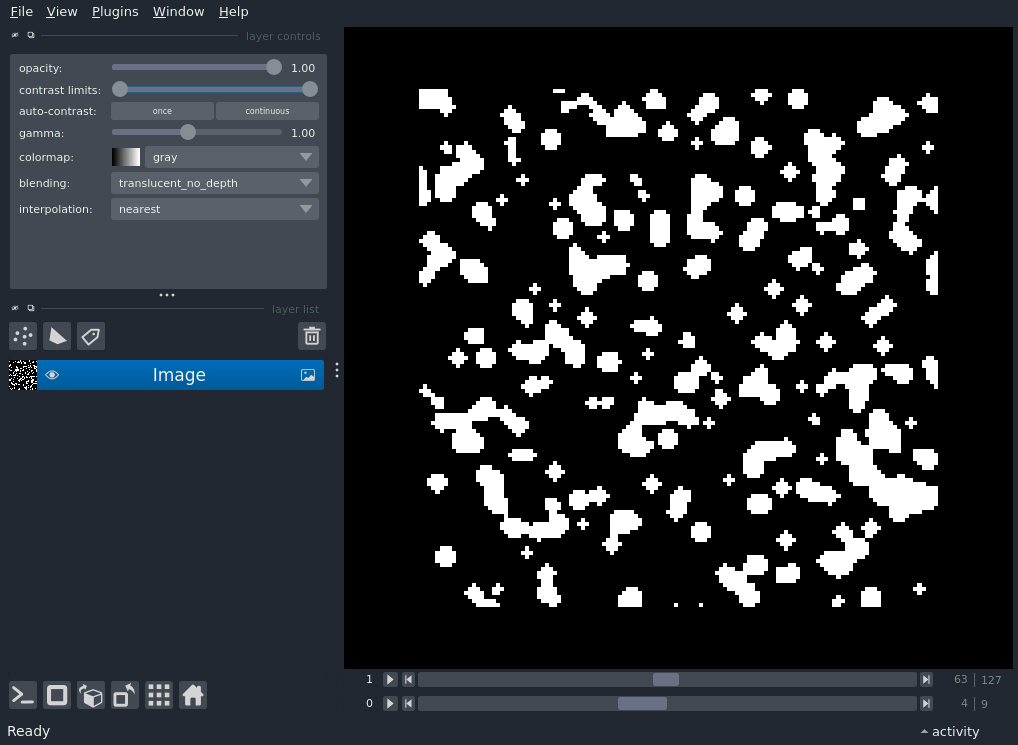 File View Plugins Window Help
layer controls
opacity: 1.00
contrast limits:
auto-contrast: once continuous
gamma: 1.00
colormap: gray
blending: translucent_no_depth
interpolation: nearest
layer list
Image
1 63 127
0 4 9
Ready activity